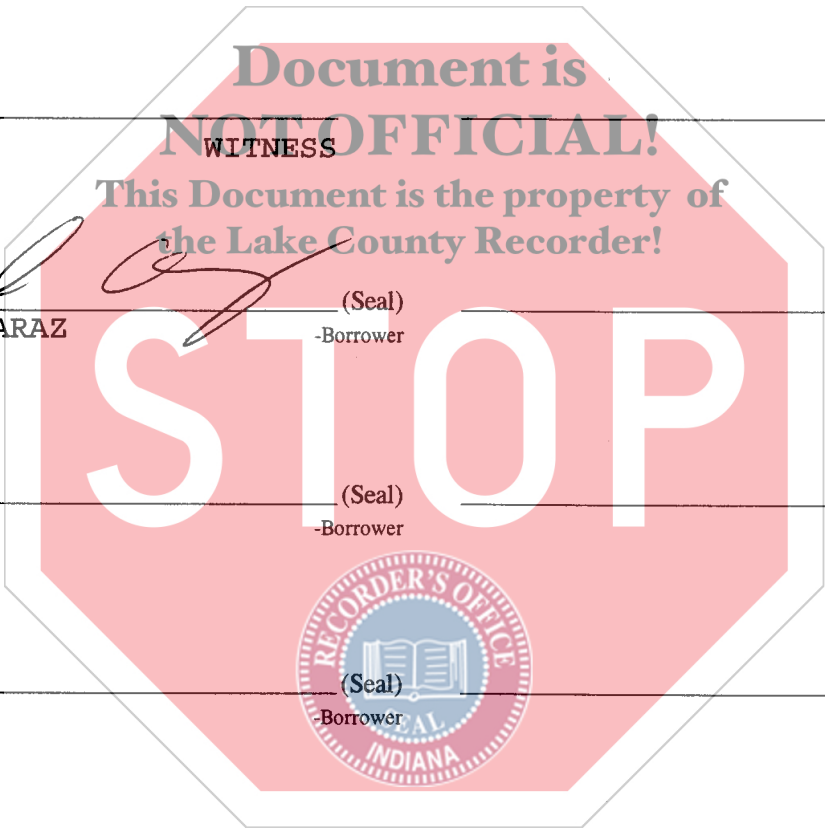 Document is
NOT OFFICIAL!
WITNESS
This Document is the property of
the Lake County Recorder!
(Seal)
ARAZ
-Borrower
STOP
(Seal)
-Borrower
RECORDER'S OFFICE
(Seal)
-Borrower
SEAL
INDIANA